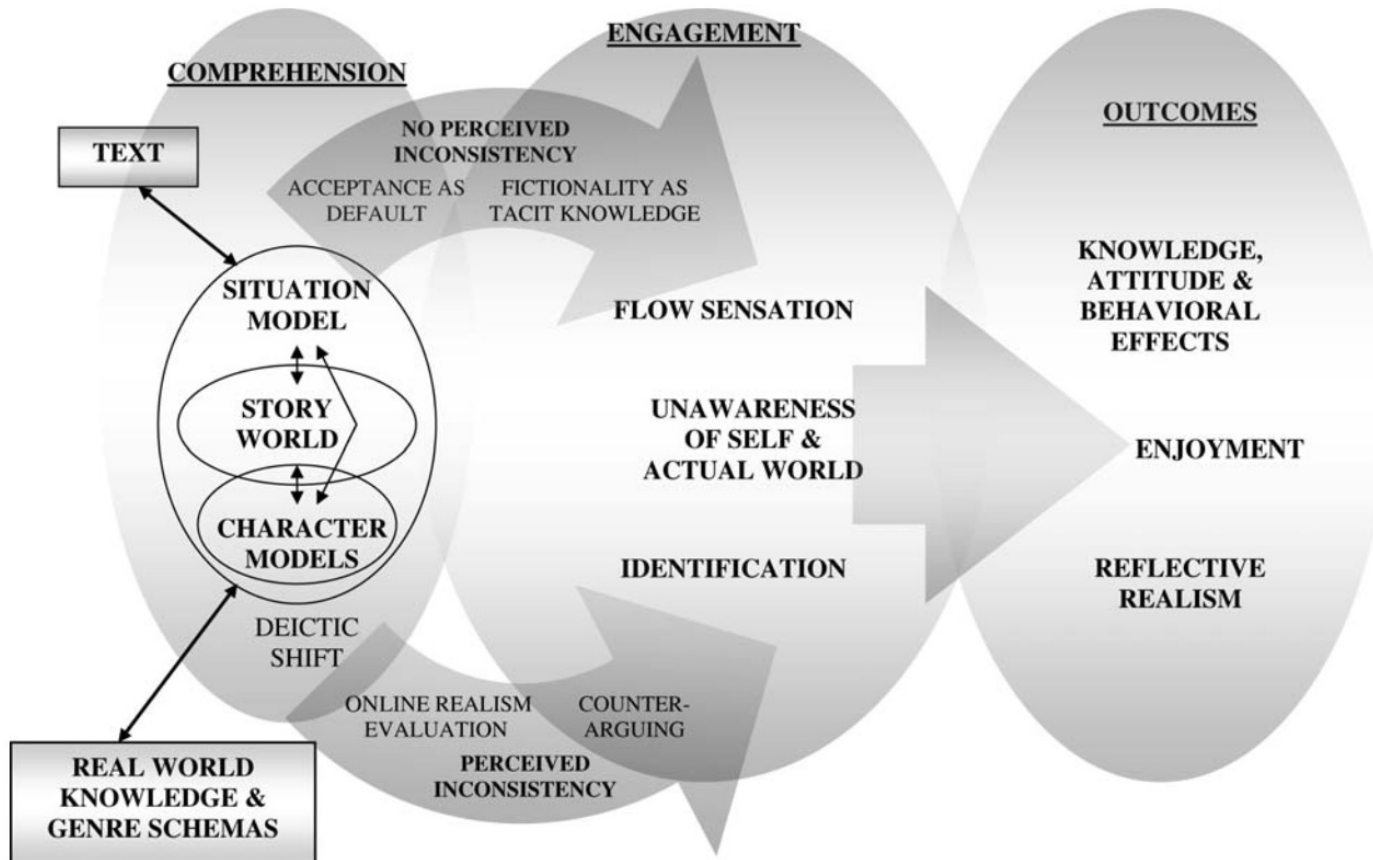 COMPREHENSION
TEXT
SITUATION
MODEL
STORY
WORLD
CHARACTER
MODELS
DEICTIC
SHIFT
REAL WORLD
KNOWLEDGE &
GENRE SCHEMAS
NO PERCEIVED
INCONSISTENCY
ACCEPTANCE AS
DEFAULT
FICTIONALITY AS
TACIT KNOWLEDGE
ONLINE REALISM
EVALUATION
COUNTER-
ARGUING
PERCEIVED
INCONSISTENCY
ENGAGEMENT
FLOW SENSATION
UNAWARENESS
OF SELF &
ACTUAL WORLD
IDENTIFICATION
OUTCOMES
KNOWLEDGE,
ATTITUDE &
BEHAVIORAL
EFFECTS
ENJOYMENT
REFLECTIVE
REALISM